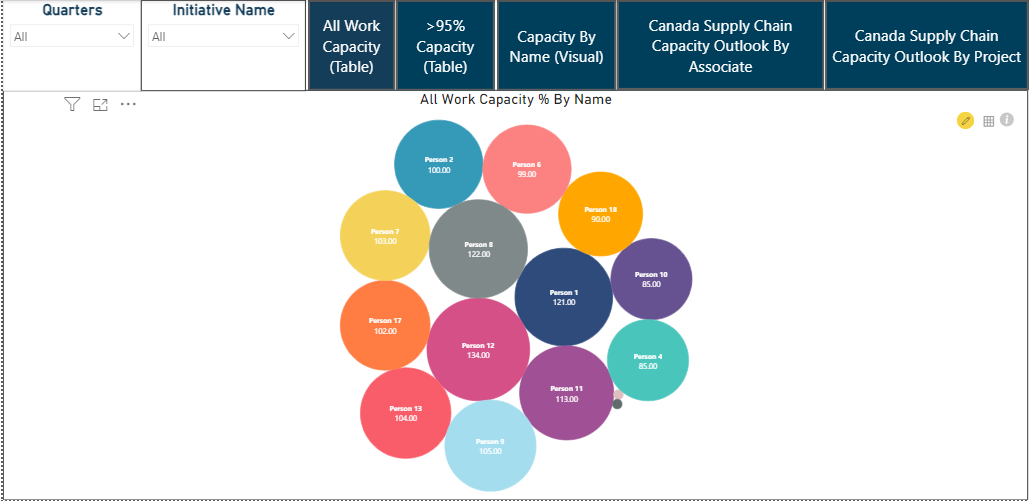 Quarters
All
Initiative Name
All
All Work
Capacity
(Table)
>95%
Capacity
(Table)
Capacity By
Name (Visual)
Canada Supply Chain
Capacity Outlook By
Associate
Canada Supply Chain
Capacity Outlook By Project
All Work Capacity % By Name
Person 2
100.00
Person 6
99.00
Person 18
90.00
Person 7
103.00
Person 8
122.00
Person 10
85.00
Person 1
121.00
Person 17
102.00
Person 12
134.00
Person 4
85.00
Person 11
113.00
Person 13
104.00
Person 9
105.00